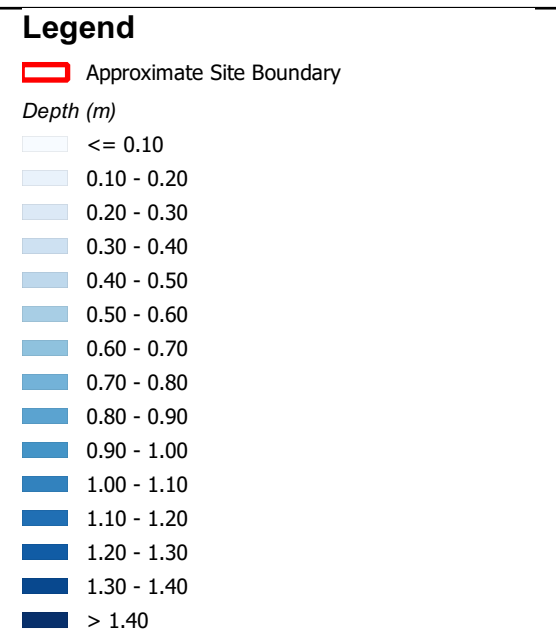 Legend
Approximate Site Boundary
Depth (m)
<= 0.10
0.10 - 0.20
0.20 - 0.30
0.30 - 0.40
0.40 - 0.50
0.50 - 0.60
0.60 - 0.70
0.70 - 0.80
0.80 - 0.90
0.90 - 1.00
1.00 - 1.10
1.10 - 1.20
1.20 - 1.30
1.30 - 1.40
> 1.40